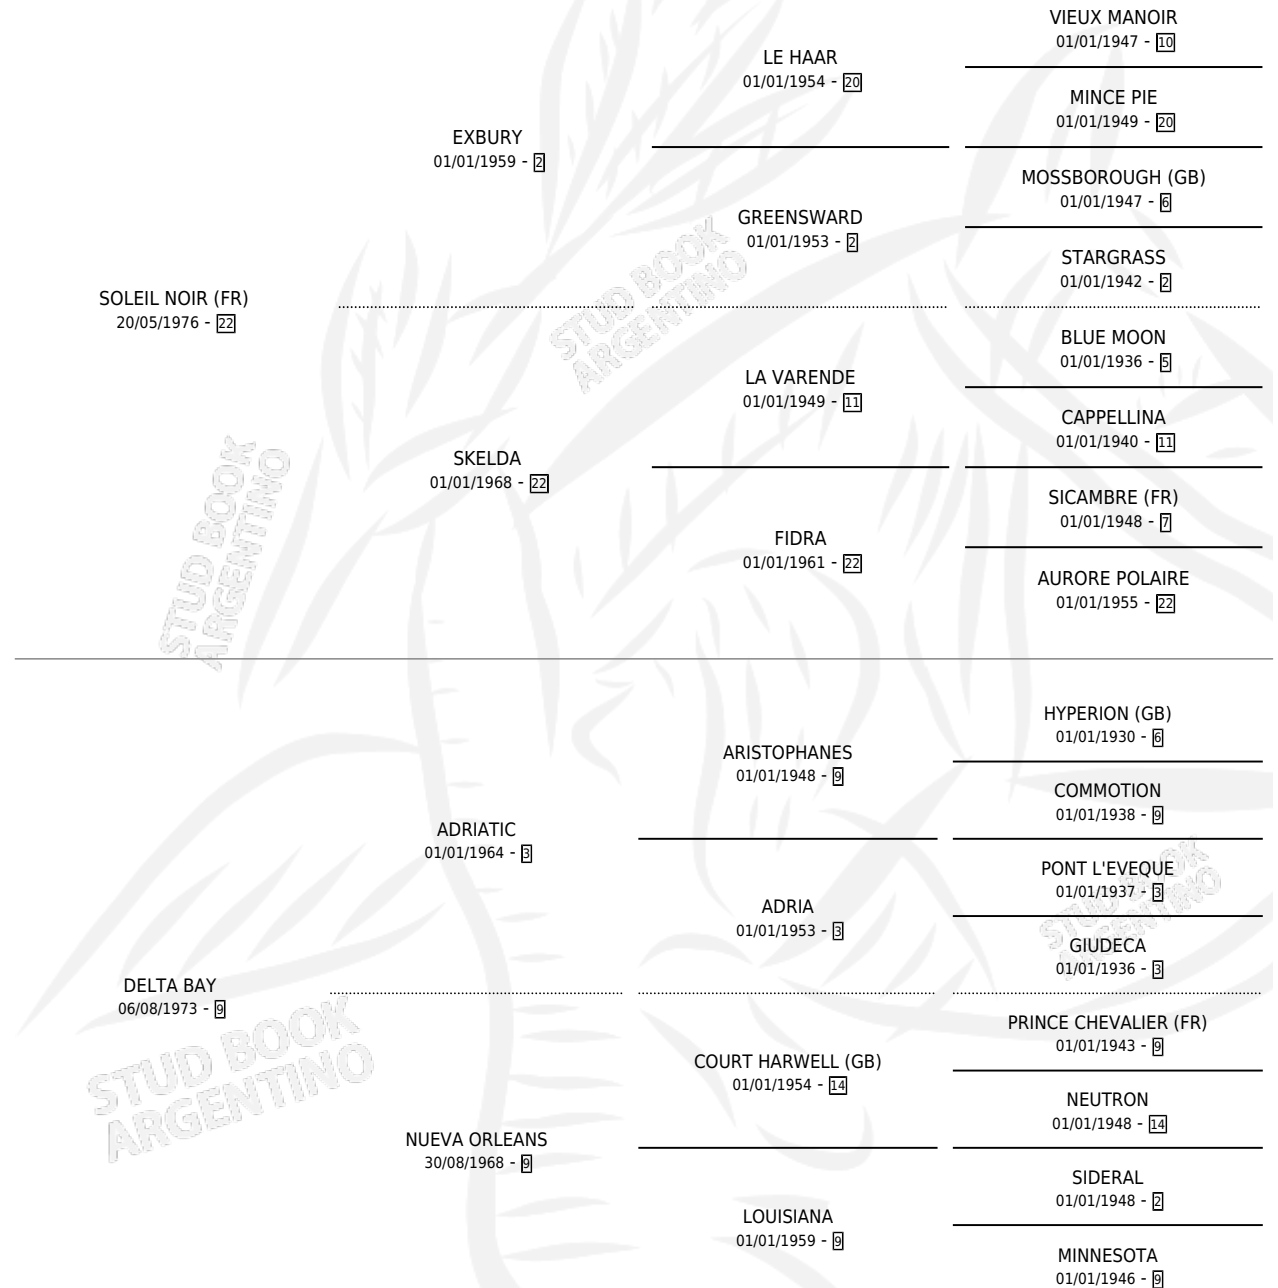 VIEUX MANOIR
01/01/1947 - 10
LE HAAR
01/01/1954 - 20
MINCE PIE
01/01/1949 - 20
EXBURY
01/01/1959 - 2
MOSSBOROUGH (GB)
01/01/1947 - 6
GREENSWARD
01/01/1953 - 2
STARGRASS
01/01/1942 - 2
SOLEIL NOIR (FR)
20/05/1976 - 22
BLUE MOON
01/01/1936 - 5
LA VARENDE
01/01/1949 - 11
CAPPELLINA
01/01/1940 - 11
SKELDA
01/01/1968 - 22
SICAMBRE (FR)
01/01/1948 - 7
FIDRA
01/01/1961 - 22
AURORE POLAIRE
01/01/1955 - 22
HYPERION (GB)
01/01/1930 - 6
ARISTOPHANES
01/01/1948 - 9
COMMOTION
01/01/1938 - 9
ADRIATIC
01/01/1964 - 3
PONT L'EVEQUE
01/01/1937 - 3
ADRIA
01/01/1953 - 3
GIUDECA
01/01/1936 - 3
DELTA BAY
06/08/1973 - 9
PRINCE CHEVALIER (FR)
01/01/1943 - 9
COURT HARWELL (GB)
01/01/1954 - 14
NEUTRON
01/01/1948 - 14
NUEVA ORLEANS
30/08/1968 - 9
SIDERAL
01/01/1948 - 2
LOUISIANA
01/01/1959 - 9
MINNESOTA
01/01/1946 - 9
STUD BOOK
ARGENTINO
STUD BOOK
ARGENTINO
STUD BOOK
ARGENTINO
STUD BOOK
ARGENTINO